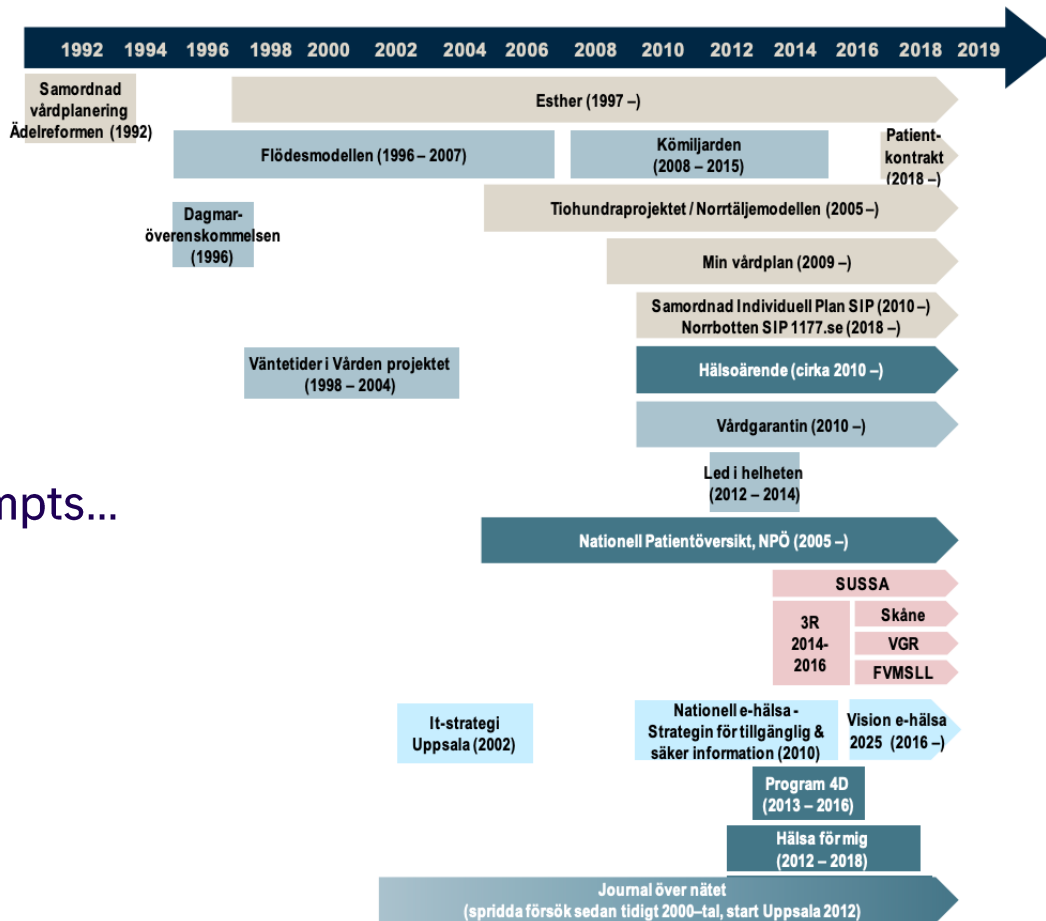 1992 1994 1996 1998 2000 2002 2004 2006 2008 2010 2012 2014 2016 2018 2019
Samordnad
vårdplanering
Ädelreformen (1992)
Esther (1997 –)
Flödesmodellen (1996 – 2007)
Kömiljarden
(2008 – 2015)
Patient-
kontrakt
(2018 –)
Tiohundraprojektet / Norrtäljemodellen (2005 –)
Dagmar-
överenskommelsen
(1996)
Min vårdplan (2009 –)
Samordnad Individuell Plan SIP (2010 –)
Norrbotten SIP 1177.se (2018 –)
Väntetider i Vården projektet
(1998 – 2004)
Hälsoärende (cirka 2010 –)
Vårdgarantin (2010 –)
Led i helheten
(2012 – 2014)
mpts...
Nationell Patientöversikt, NPÖ (2005 –)
SUSSA
3R
2014-
2016
Skåne
VGR
FVMSLL
It-strategi
Uppsala (2002)
Nationell e-hälsa -
Strategin för tillgänglig &
säker information (2010)
Vision e-hälsa
2025 (2016 –)
Program 4D
(2013 – 2016)
Hälsa för mig
(2012 – 2018)
Journal över nätet
(spridda försök sedan tidigt 2000–tal, start Uppsala 2012)